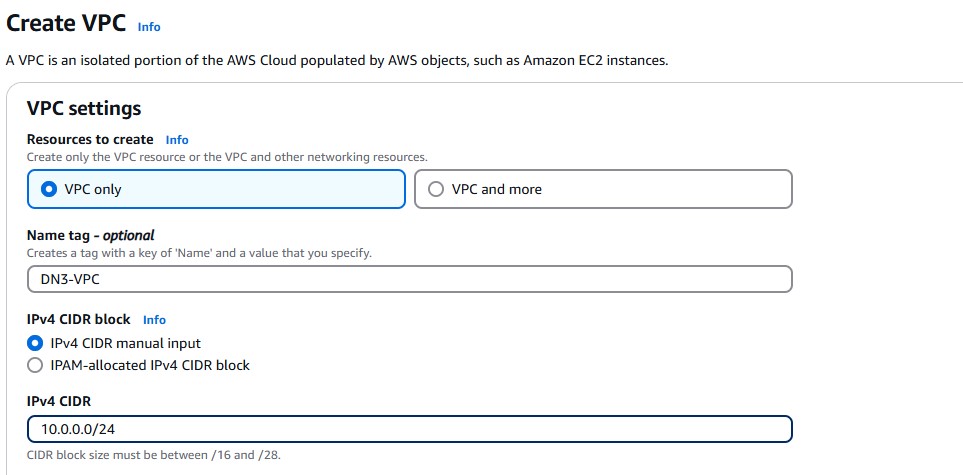 Create VPC Info
A VPC is an isolated portion of the AWS Cloud populated by AWS objects, such as Amazon EC2 instances.
VPC settings
Resources to create Info
Create only the VPC resource or the VPC and other networking resources.
VPC only
VPC and more
Name tag - optional
Creates a tag with a key of 'Name' and a value that you specify.
DN3-VPC
IPv4 CIDR block Info
IPv4 CIDR manual input
IPAM-allocated IPv4 CIDR block
IPv4 CIDR
10.0.0.0/24
CIDR block size must be between /16 and /28.